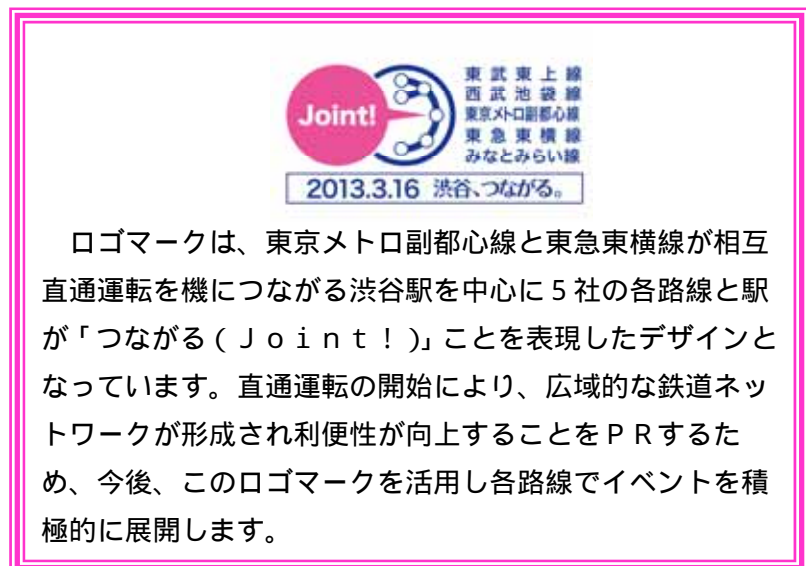 Joint!
東武東上線
西武池袋線
東京メトロ副都心線
東急東横線
みなとみらい線
2013.3.16 渋谷、つながる。
ロゴマークは、東京メトロ副都心線と東急東横線が相互
直通運転を機につながる渋谷駅を中心に5社の各路線と駅
が「つながる(Joint!)」ことを表現したデザインと
なっています。直通運転の開始により、広域的な鉄道ネッ
トワークが形成され利便性が向上することをPRするた
め、今後、このロゴマークを活用し各路線でイベントを積
極的に展開します。